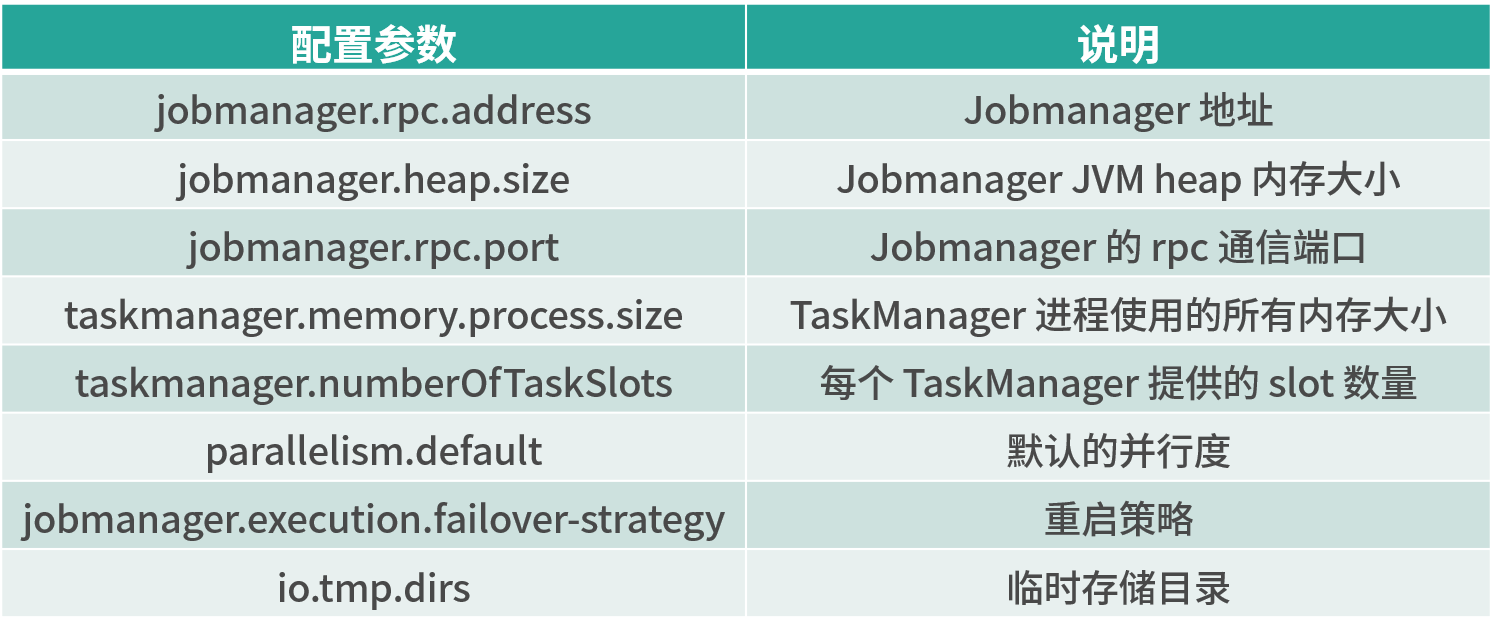 配置参数 说明
jobmanager.rpc.address Jobmanager 地址
jobmanager.heap.size Jobmanager JVM heap 内存大小
jobmanager.rpc.port Jobmanager 的 rpc 通信端口
taskmanager.memory.process.size TaskManager 进程使用的所有内存大小
taskmanager.numberOfTaskSlots 每个 TaskManager 提供的 slot 数量
parallelism.default 默认的并行度
jobmanager.execution.failover-strategy 重启策略
io.tmp.dirs 临时存储目录